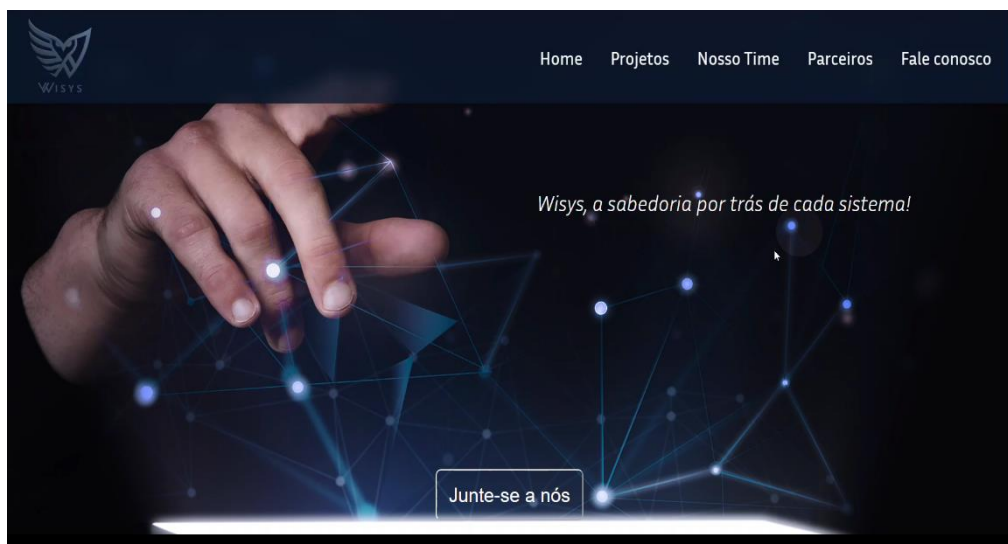 WISYS
Home Projetos Nosso Time Parceiros Fale conosco
Wisys, a sabedoria por trás de cada sistema!
Junte-se a nós